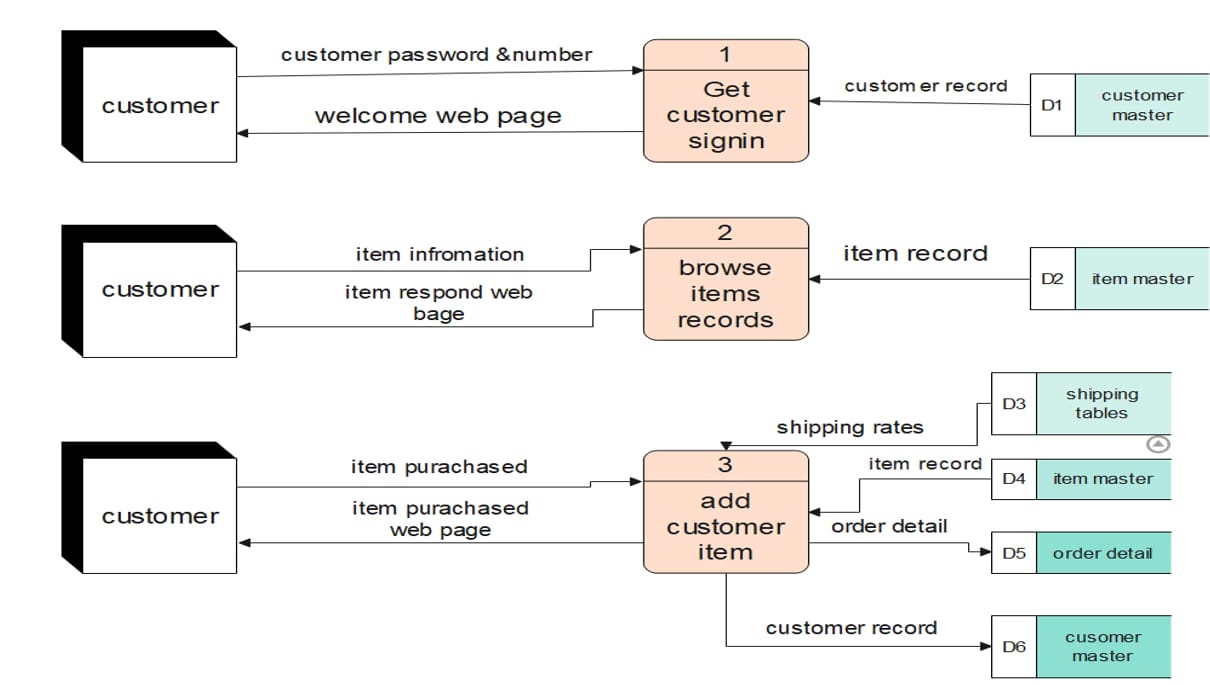 customer
customer password &number
welcome web page
1
Get
customer
signin
customer record
D1
customer
master
customer
item infromation
item respond web
bage
2
browse
items
records
item record
D2
item master
customer
item purachased
item purachased
web page
3
add
customer
item
shipping rates
D3
shipping
tables
item record
D4
item master
order detail
D5
order detail
customer record
D6
cusomer
master